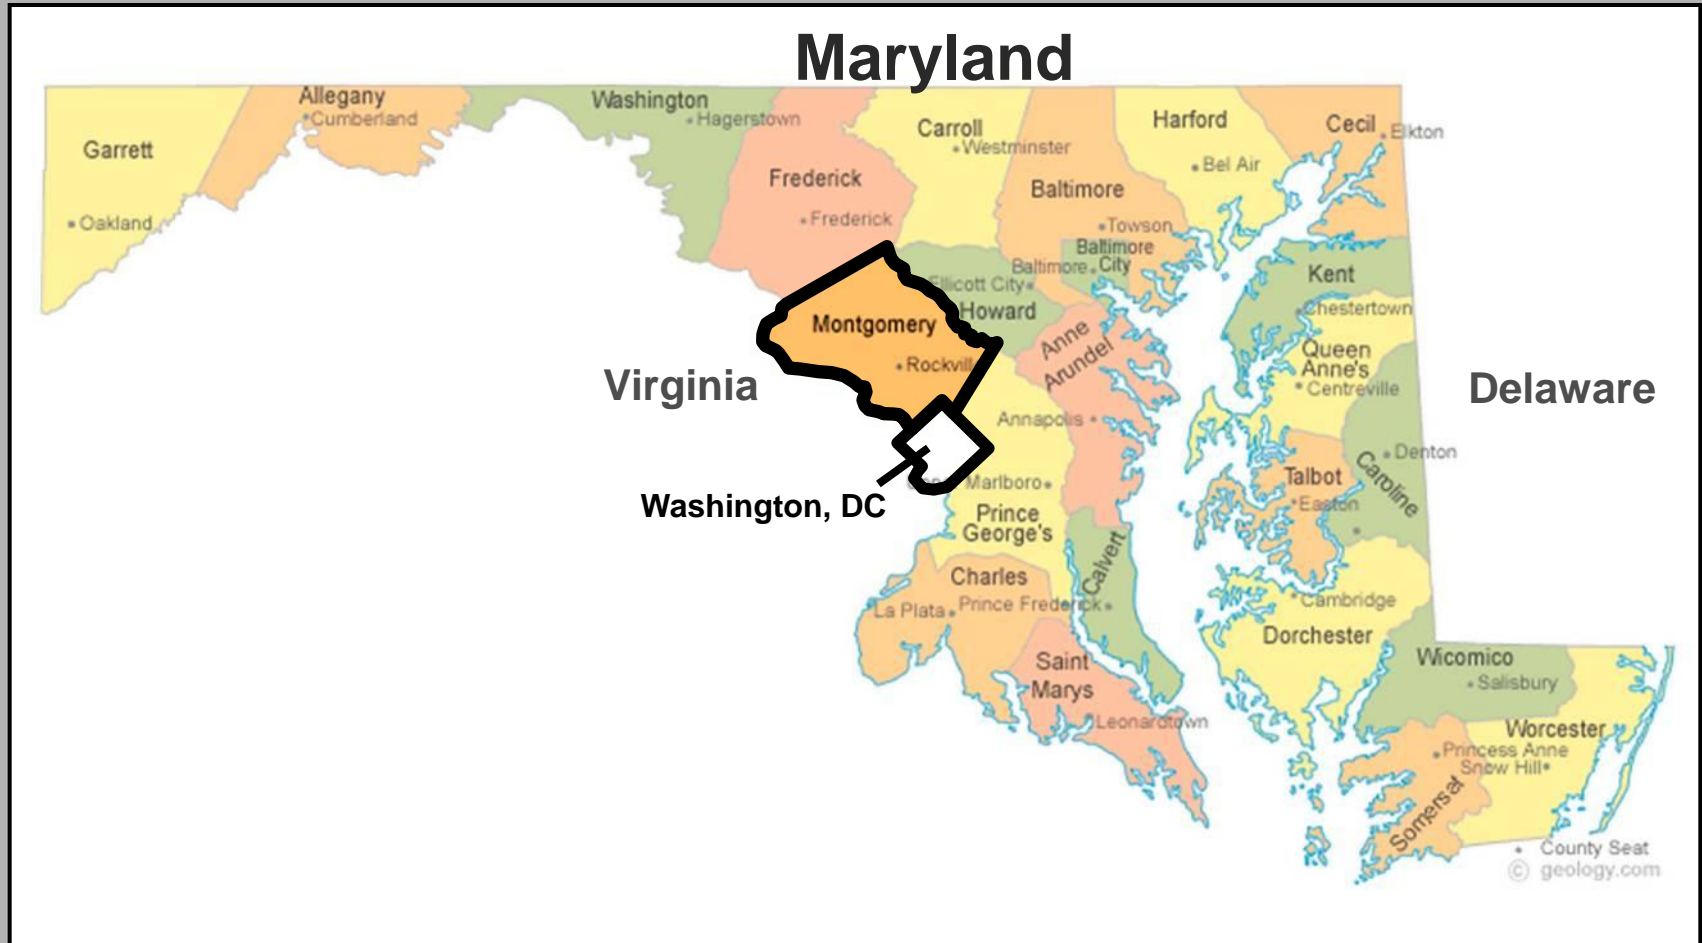 Maryland
Allegany
Cumberland
Washington
Hagerstown
Garrett
Oakland
Frederick
Frederick
Carroll
Westminster
Baltimore
Towson
Harford
Bel Air
Cecil
Elkton
Baltimore
City
Baltimore
Ellicott City
Howard
Kent
Chestertown
Montgomery
Rockvill
Anne
Arundel
Annapolis
Queen
Anne's
Centreville
Virginia
Delaware
Denton
Caroline
Talbot
Easton
Washington, DC
Marlboro
Prince
George's
Calvert
Charles
La Plata
Prince Frederick
Cambridge
Dorchester
Saint
Marys
Leonardtown
Wicomico
Salisbury
Worcester
Princess Anne
Snow Hill
Somerset
County Seat
© geology.com